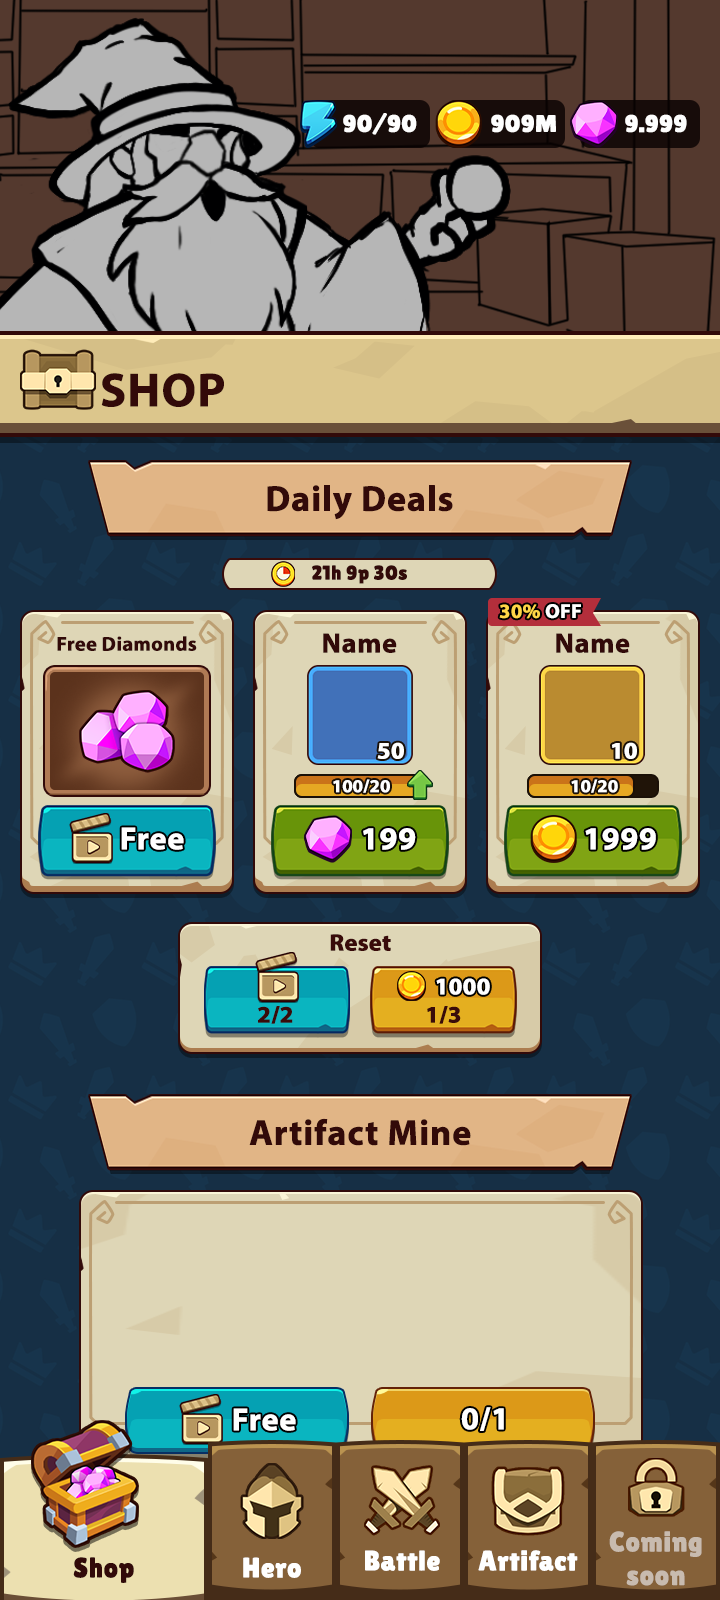 90/90 909M 9.999
SHOP
Daily Deals
21h 9p 30s
30% OFF
Free Diamonds Name Name
50 10
100/20 10/20
Free 199 1999
Reset
1000
2/2 1/3
Artifact Mine
Free 0/1
Shop Hero Battle Artifact Coming
soon